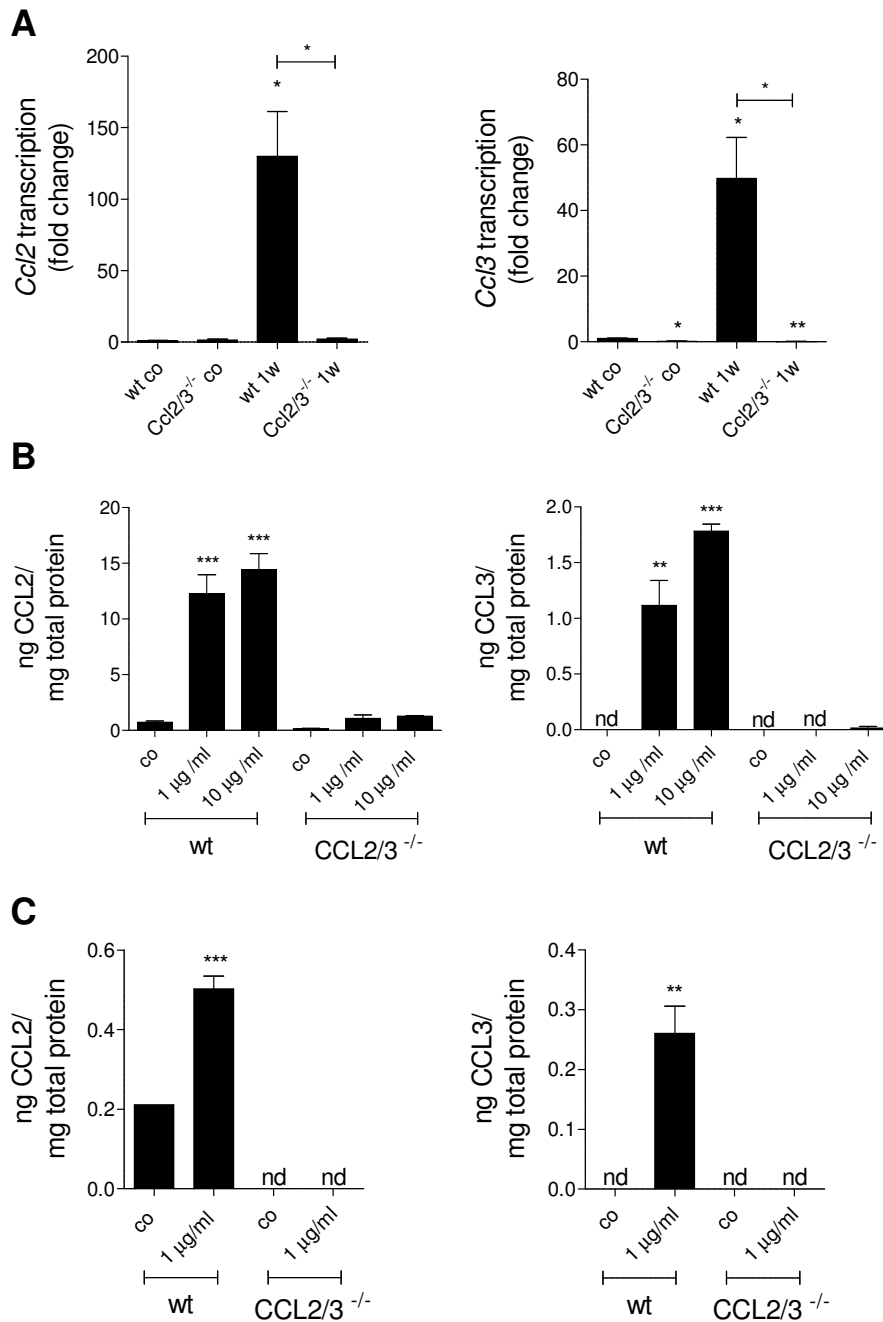 A
Ccl2 transcription
(fold change)
200
150
100
50
0
*
*
wt co
Ccl2/3-/- co
wt 1w
Ccl2/3-/- 1w
Ccl3 transcription
(fold change)
80
60
40
20
0
*
*
*
**
wt co
Ccl2/3-/- co
wt 1w
Ccl2/3-/- 1w
B
ng CCL2/
mg total protein
20
15
10
5
0
***
***
co
1 µg /ml
10 µg /ml
co
1 µg /ml
10 µg /ml
wt
CCL2/3 -/-
ng CCL3/
mg total protein
2.0
1.5
1.0
0.5
0.0
nd
**
***
nd
nd
co
1 µg /ml
10 µg /ml
co
1 µg /ml
10 µg /ml
wt
CCL2/3 -/-
C
ng CCL2/
mg total protein
0.6
0.4
0.2
0.0
***
nd
nd
co
1 µg/ml
co
1 µg/ml
wt
CCL2/3 -/-
ng CCL3/
mg total protein
0.4
0.3
0.2
0.1
0.0
nd
**
nd
nd
co
1 µg/ml
co
1 µg/ml
wt
CCL2/3 -/-